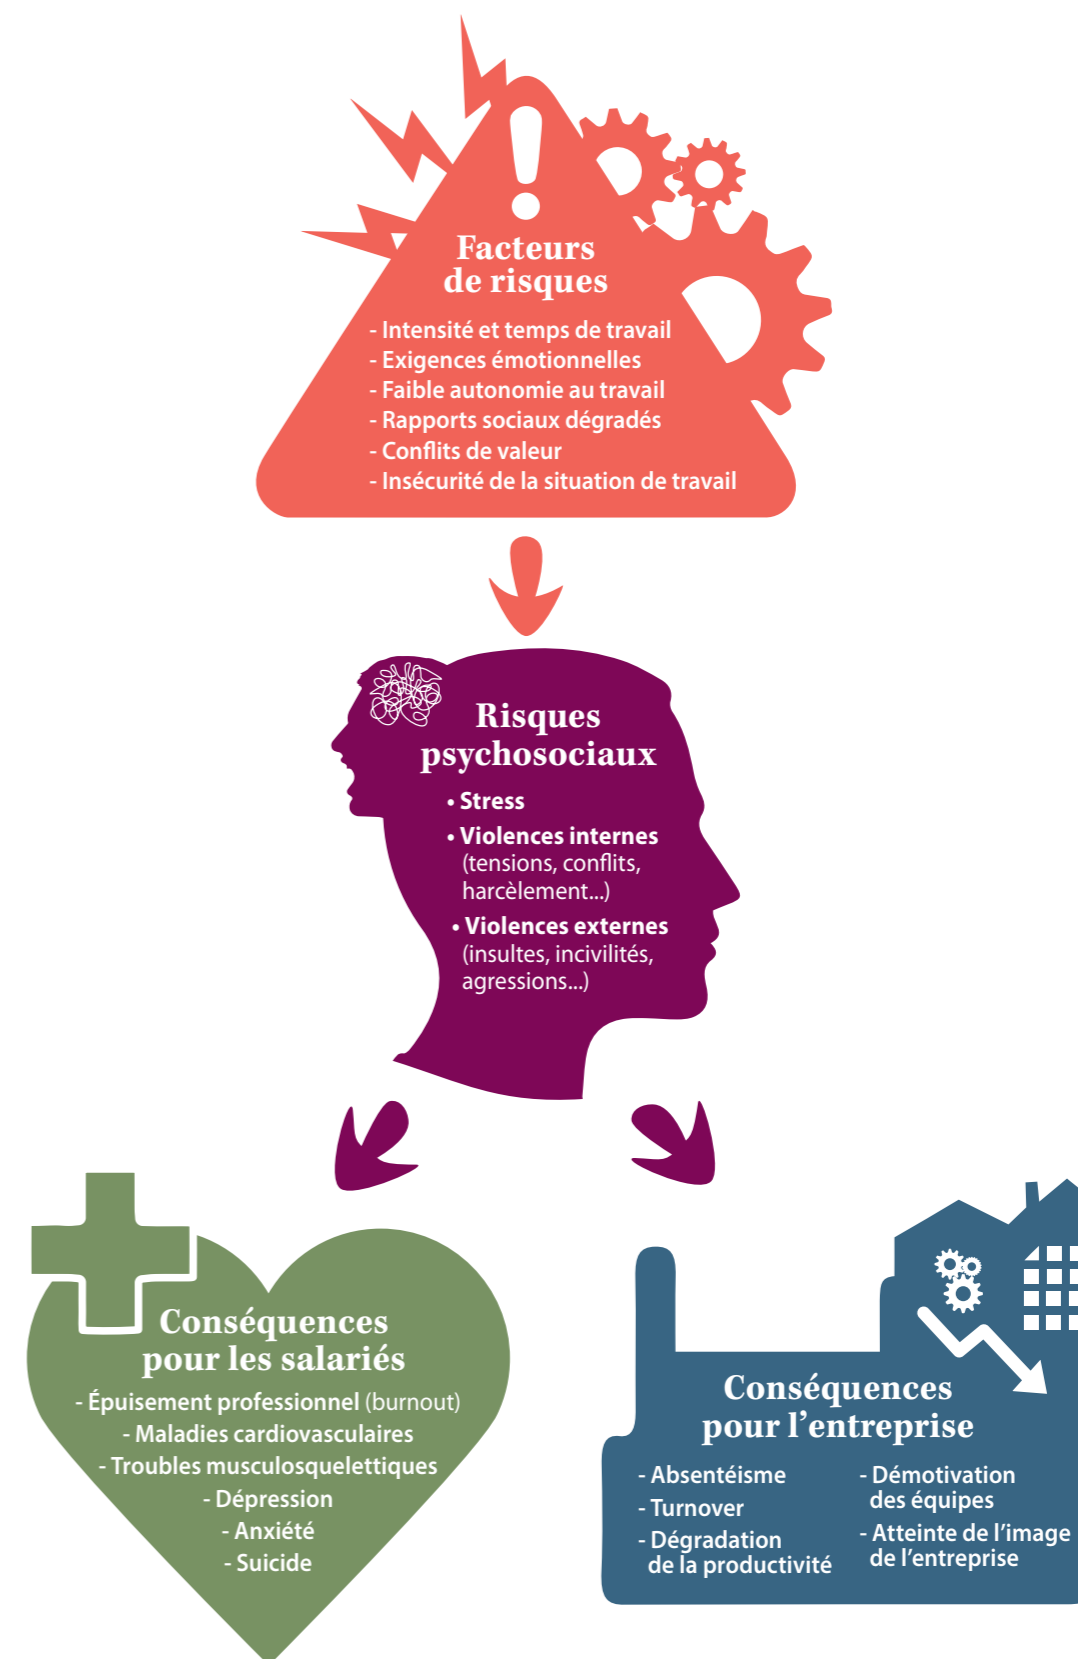 Facteurs
de risques
- Intensité et temps de travail
- Exigences émotionnelles
- Faible autonomie au travail
- Rapports sociaux dégradés
- Conflits de valeur
- Insécurité de la situation de travail
Risques
psychosociaux
• Stress
• Violences internes
(tensions, conflits,
harcèlement...)
• Violences externes
(insultes, incivilités,
agressions...)
Conséquences
pour les salariés
- Épuisement professionnel (burnout)
- Maladies cardiovasculaires
- Troubles musculosquelettiques
- Dépression
- Anxiété
- Suicide
Conséquences
pour l’entreprise
- Absentéisme
- Turnover
- Dégradation
de la productivité
- Démotivation
des équipes
- Atteinte de l’image
de l’entreprise